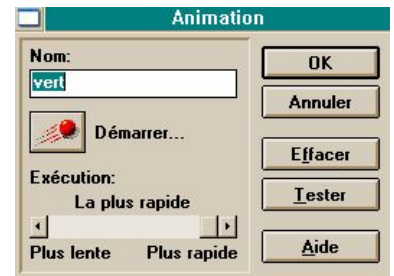 Animation
Nom:
vert
Démarrer...
Exécution:
La plus rapide
Plus lente Plus rapide
OK
Annuler
Effacer
Tester
Aide